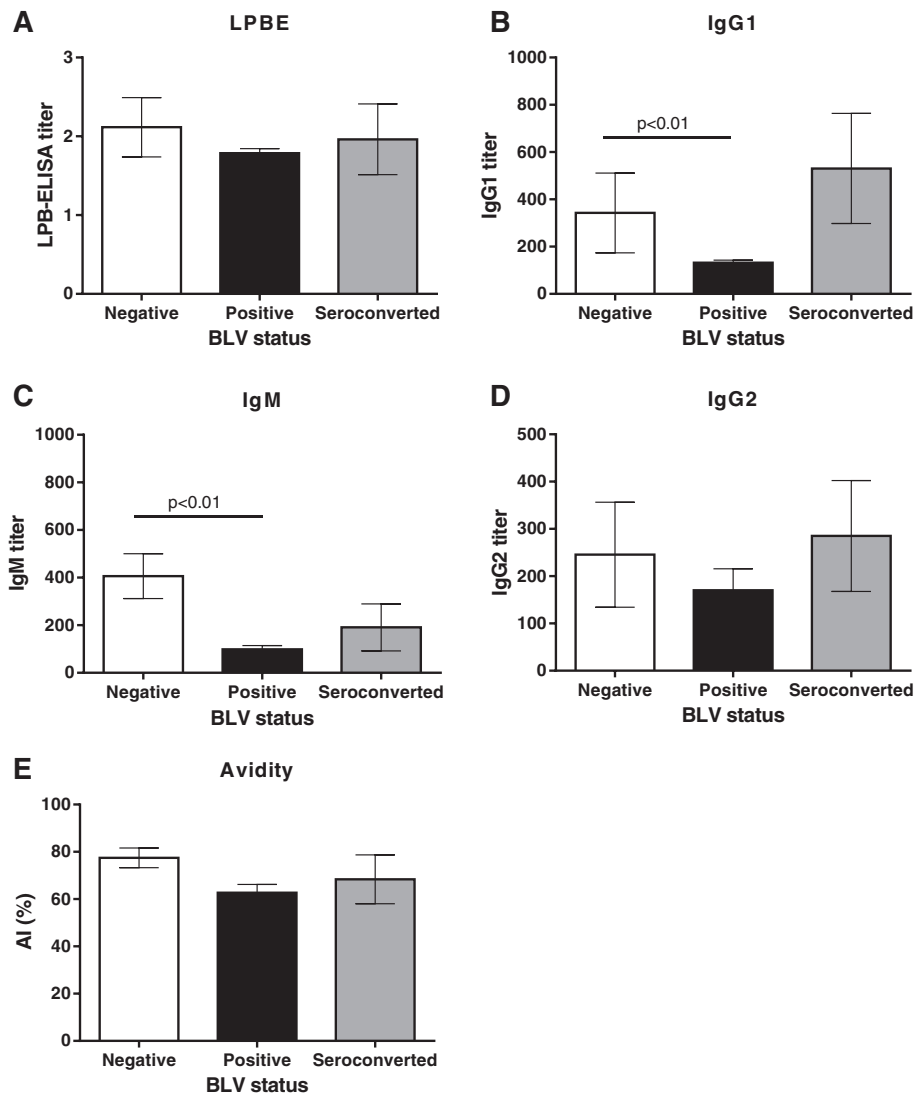 A
LPBE
3
2
1
0
LPB-ELISA titer
Negative Positive Seroconverted
BLV status
B
IgG1
1000
800
600
400
200
0
IgG1 titer
p<0.01
Negative Positive Seroconverted
BLV status
C
IgM
1000
800
600
400
200
0
IgM titer
p<0.01
Negative Positive Seroconverted
BLV status
D
IgG2
500
400
300
200
100
0
IgG2 titer
Negative Positive Seroconverted
BLV status
E
Avidity
100
80
60
40
20
0
AI (%)
Negative Positive Seroconverted
BLV status